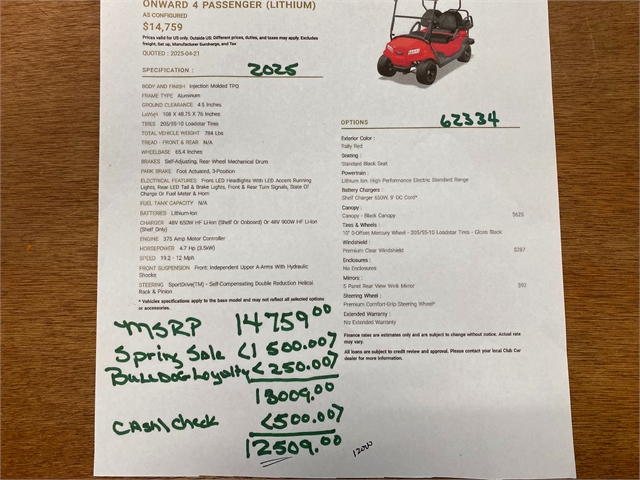 ONWARD 4 PASSENGER (LITHIUM)
AS CONFIGURED
$14,759
Prices valid for US only. Outside US: Different prices, duties, and taxes may apply. Excludes
freight, Set up, Manufacturer Surcharge, and Tax
QUOTED : 2025-04-21
SPECIFICATION : 2025
BODY AND FINISH Injection Molded TPO
FRAME TYPE Aluminum
GROUND CLEARANCE 4.5 Inches
LxWxH 108 X 48.75 X 76 Inches
TIRES 205/55-10 Loadstar Tires
TOTAL VEHICLE WEIGHT 784 Lbs
TREAD - FRONT & REAR N/A
WHEELBASE 65.4 Inches
BRAKES Self-Adjusting, Rear Wheel Mechanical Drum
PARK BRAKE Foot Actuated, 3-Position
ELECTRICAL FEATURES Front LED Headlights With LED Accent Running
Lights, Rear LED Tail & Brake Lights, Front & Rear Turn Signals, State Of
Charge Or Fuel Meter & Horn
FUEL TANK CAPACITY N/A
BATTERIES Lithium-Ion
CHARGER 48V 650W HF Li-Ion (Shelf Or Onboard) Or 48V 900W HF Li-Ion
(Shelf Only)
ENGINE 375 Amp Motor Controller
HORSEPOWER 4.7 Hp (3.5kW)
SPEED 19.2 - 12 Mph
FRONT SUSPENSION Front: Independent Upper A-Arms With Hydraulic
Shocks
STEERING SportDrive(TM) - Self-Compensating Double Reduction Helical
Rack & Pinion
* Vehicles specifications apply to the base model and may not reflect all selected options
or accessories.
MSRP 14759.00
Spring Sale <1500.00>
BULLDOG Loyalty <250.00>
13009.00
CASH/check <500.00>
12509.00
OPTIONS 62334
Exterior Color :
Tally Red
Seating :
Standard Black Seat
Powertrain :
Lithium Ion: High Performance Electric Standard Range
Battery Chargers :
Shelf Charger 650W, 9' DC Cord*
Canopy :
Canopy - Black Canopy $625
Tires & Wheels :
10" 0-Offset Mercury Wheel - 205/55-10 Loadstar Tires - Gloss Black
Windshield :
Premium Clear Windshield $287
Enclosures :
No Enclosures
Mirrors :
5 Panel Rear View Wink Mirror $92
Steering Wheel :
Premium Comfort-Grip Steering Wheel*
Extended Warranty :
No Extended Warranty
Finance rates are estimates only and are subject to change without notice. Actual rate
may vary.
All loans are subject to credit review and approval. Please contact your local Club Car
dealer for more information.